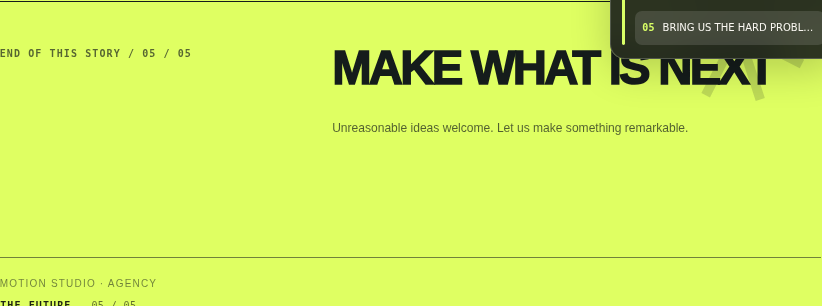 05 BRING US THE HARD PROBL...
END OF THIS STORY / 05 / 05
MAKE WHAT IS NEXT
Unreasonable ideas welcome. Let us make something remarkable.
MOTION STUDIO · AGENCY
THE FUTURE 05 / 05